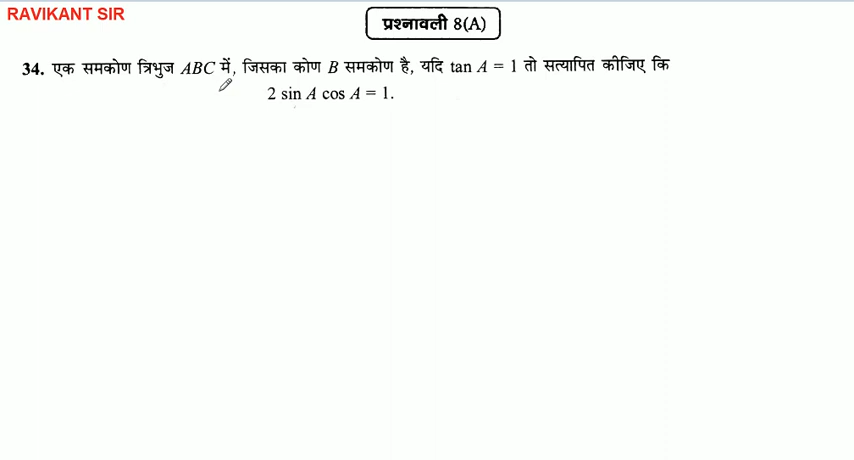 RAVIKANT SIR
प्रश्नावली 8(A)
34. एक समकोण त्रिभुज ABC में, जिसका कोण B समकोण है, यदि tan A = 1 तो सत्यापित कीजिए कि
2 sin A cos A = 1.